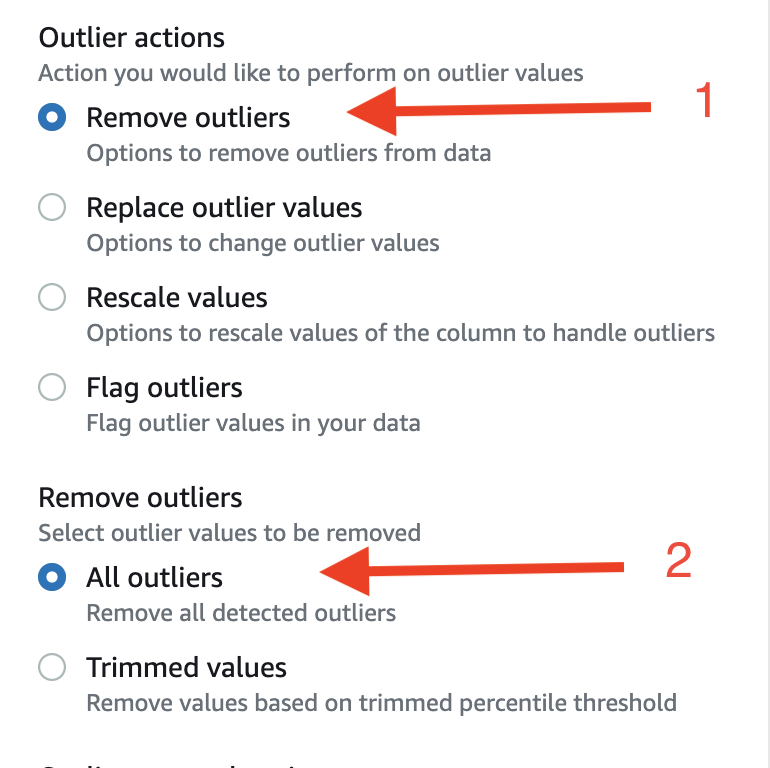 Outlier actions
Action you would like to perform on outlier values
Remove outliers
1
Options to remove outliers from data
Replace outlier values
Options to change outlier values
Rescale values
Options to rescale values of the column to handle outliers
Flag outliers
Flag outlier values in your data
Remove outliers
Select outlier values to be removed
All outliers
2
Remove all detected outliers
Trimmed values
Remove values based on trimmed percentile threshold